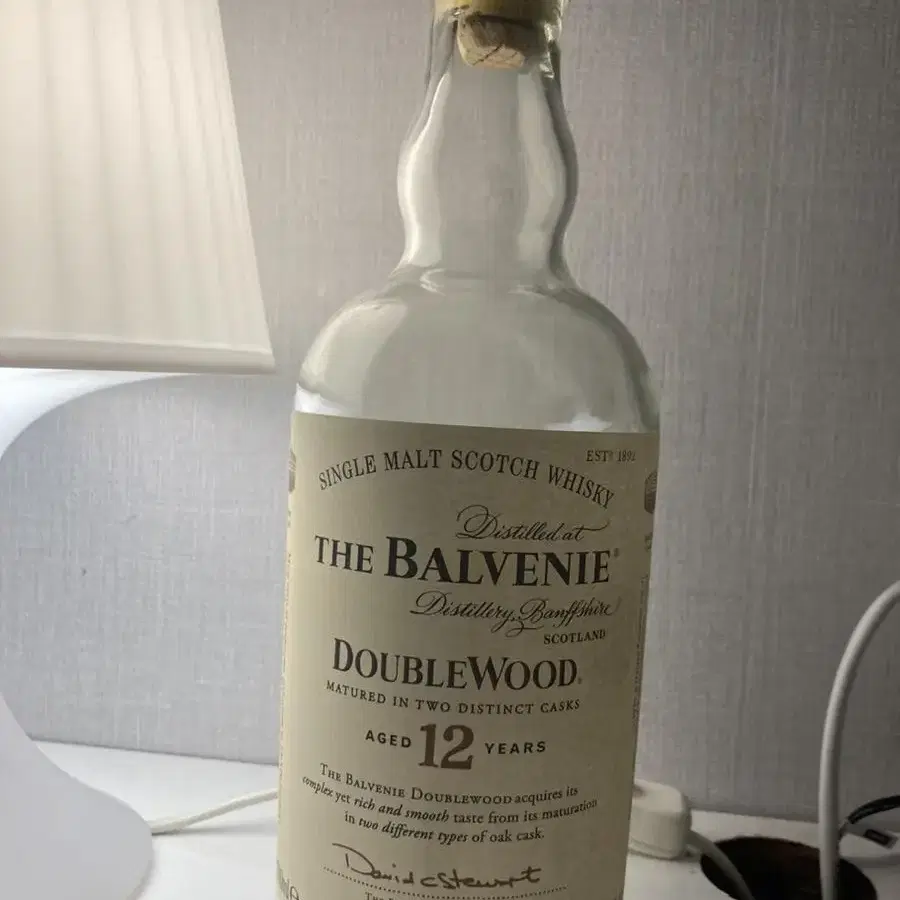 SINGLE MALT SCOTCH WHISKY
ESTD 1892
Distilled at
THE BALVENIE®
Distillery, Banffshire
SCOTLAND
DOUBLEWOOD®
MATURED IN TWO DISTINCT CASKS
AGED 12 YEARS
THE BALVENIE DOUBLEWOOD acquires its
complex yet rich and smooth taste from its maturation
in two different types of oak cask.
David C Stewart